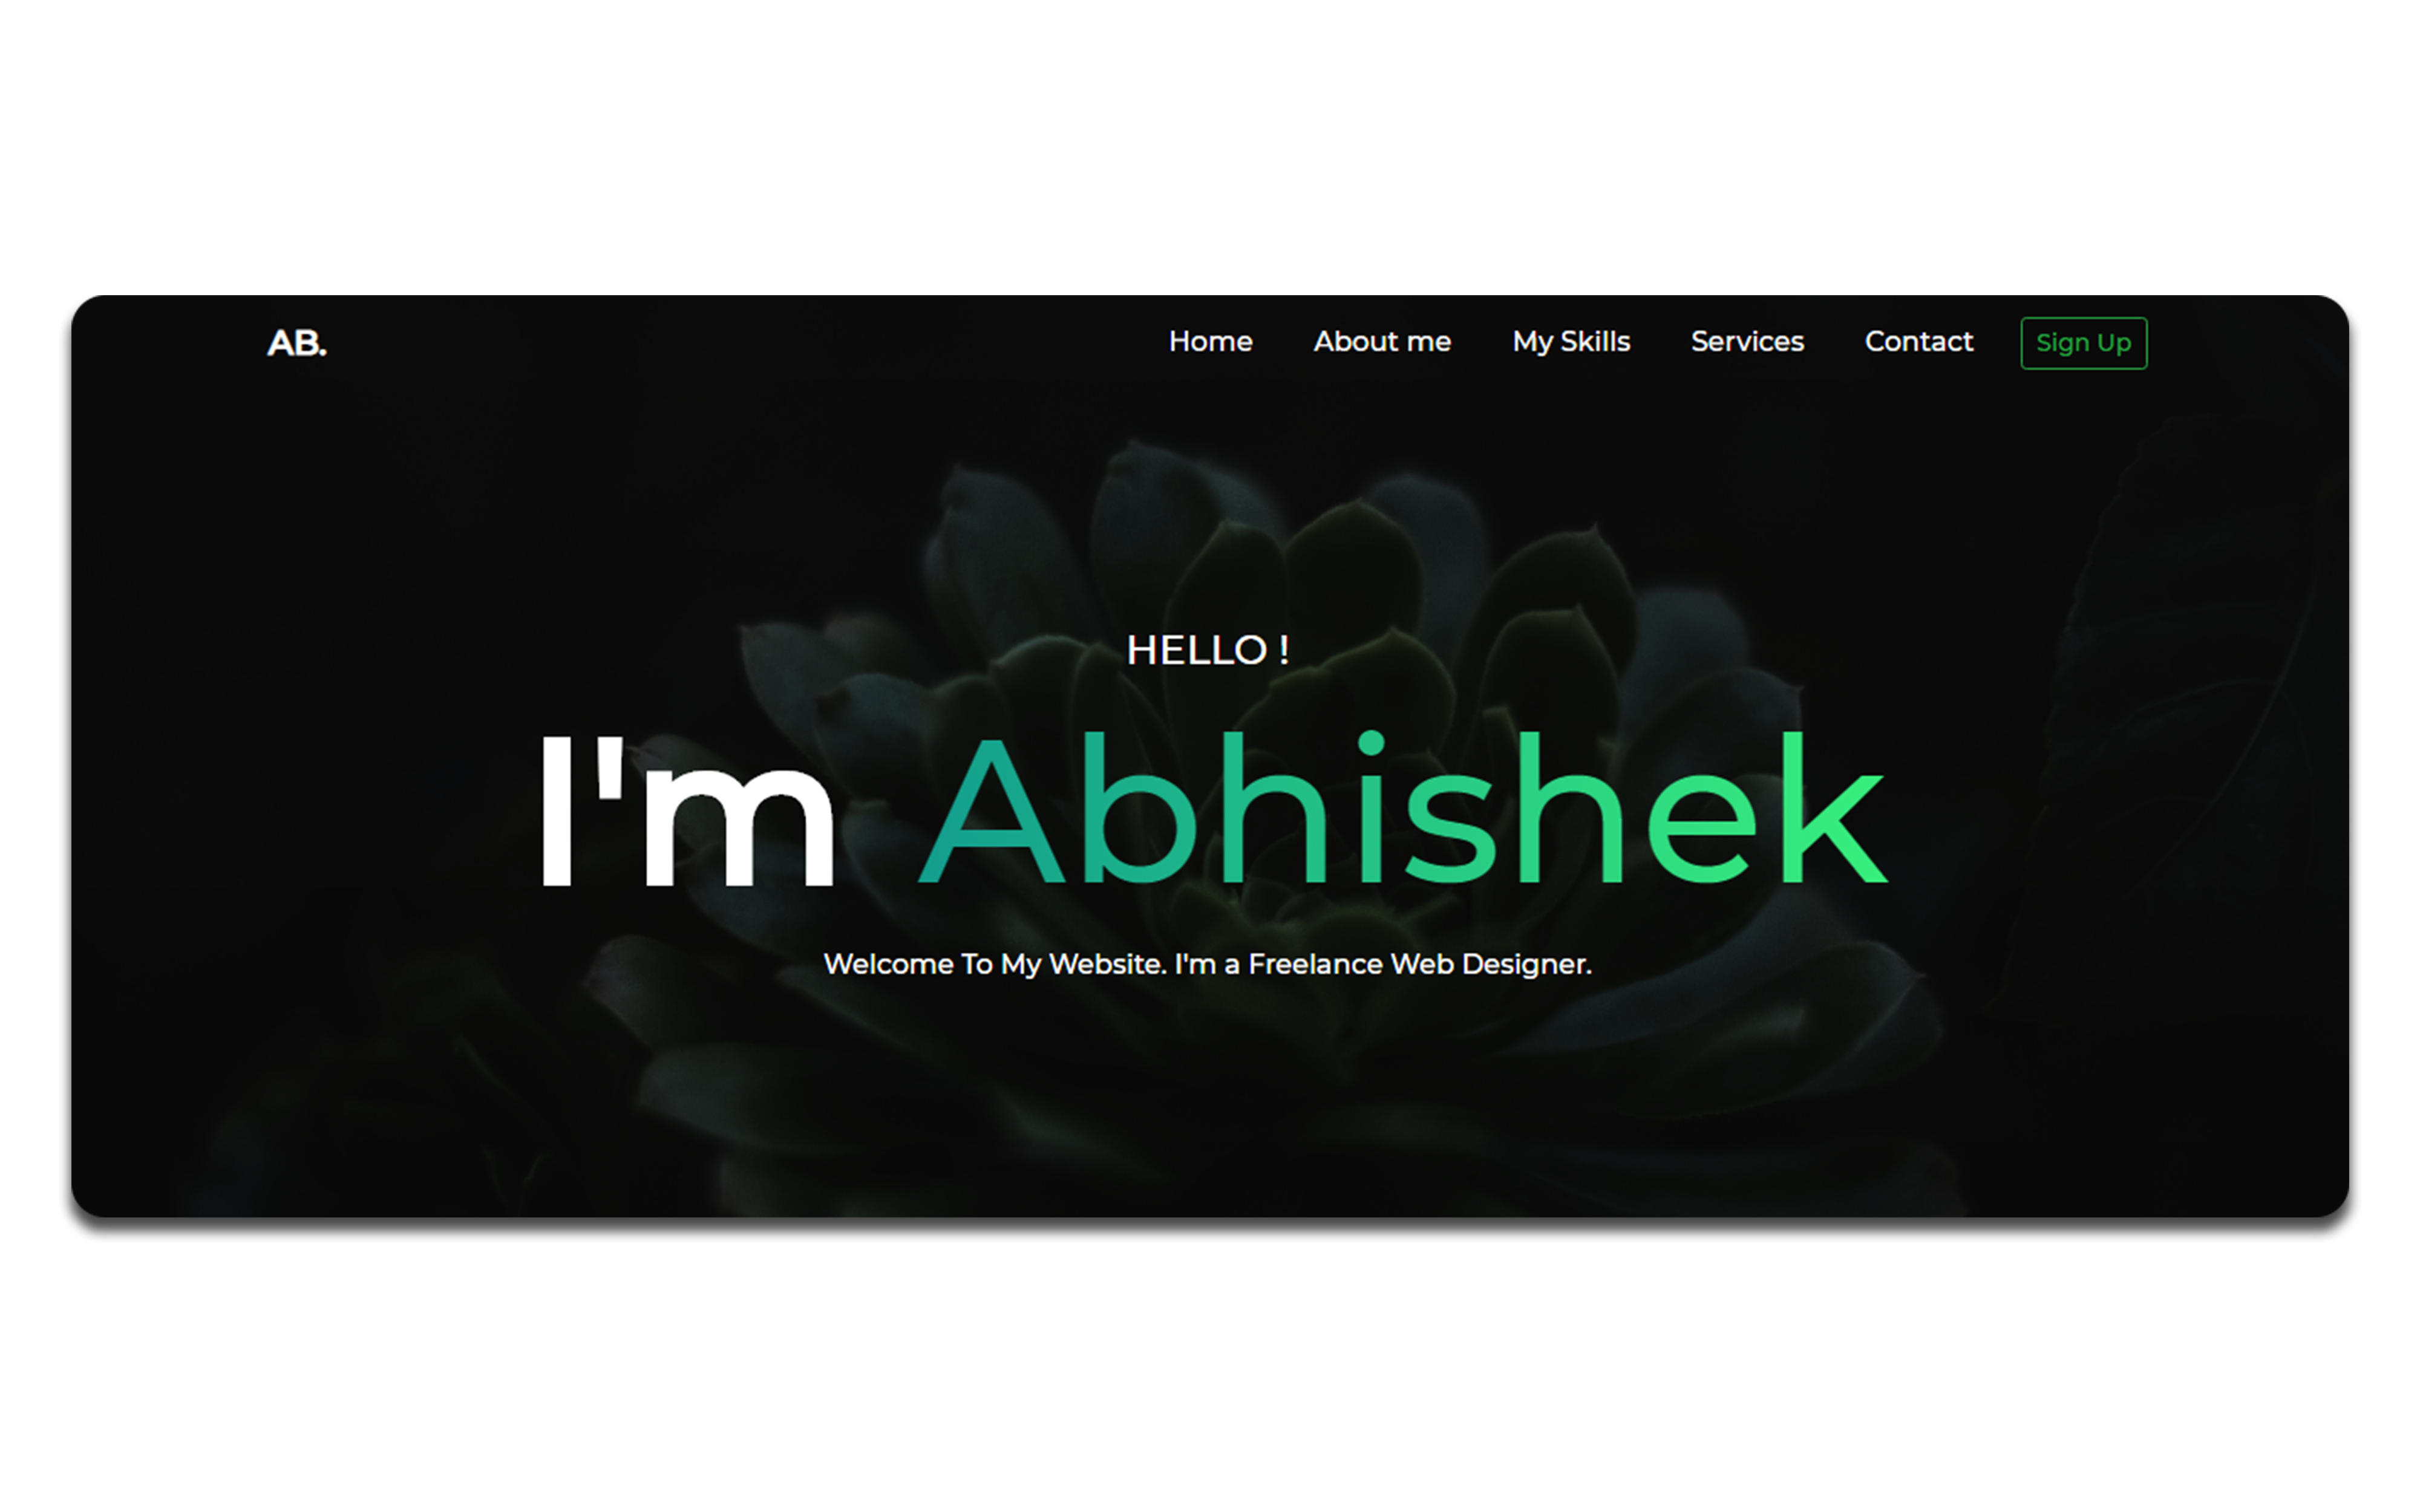 AB. Home About me My Skills Services Contact Sign Up
HELLO !
I'm Abhishek
Welcome To My Website. I'm a Freelance Web Designer.